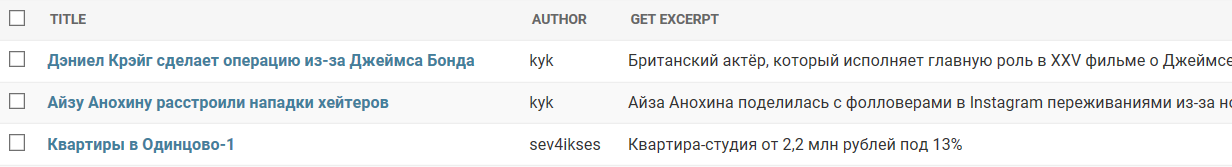 TITLE AUTHOR GET EXCERPT
Дэниел Крэйг сделает операцию из-за Джеймса Бонда kyk Британский актёр, который исполняет главную роль в XXV фильме о Джеймсе
Айзу Анохину расстроили нападки хейтеров kyk Айза Анохина поделилась с фолловерами в Instagram переживаниями из-за
Квартиры в Одинцово-1 sev4ikses Квартира-студия от 2,2 млн рублей под 13%